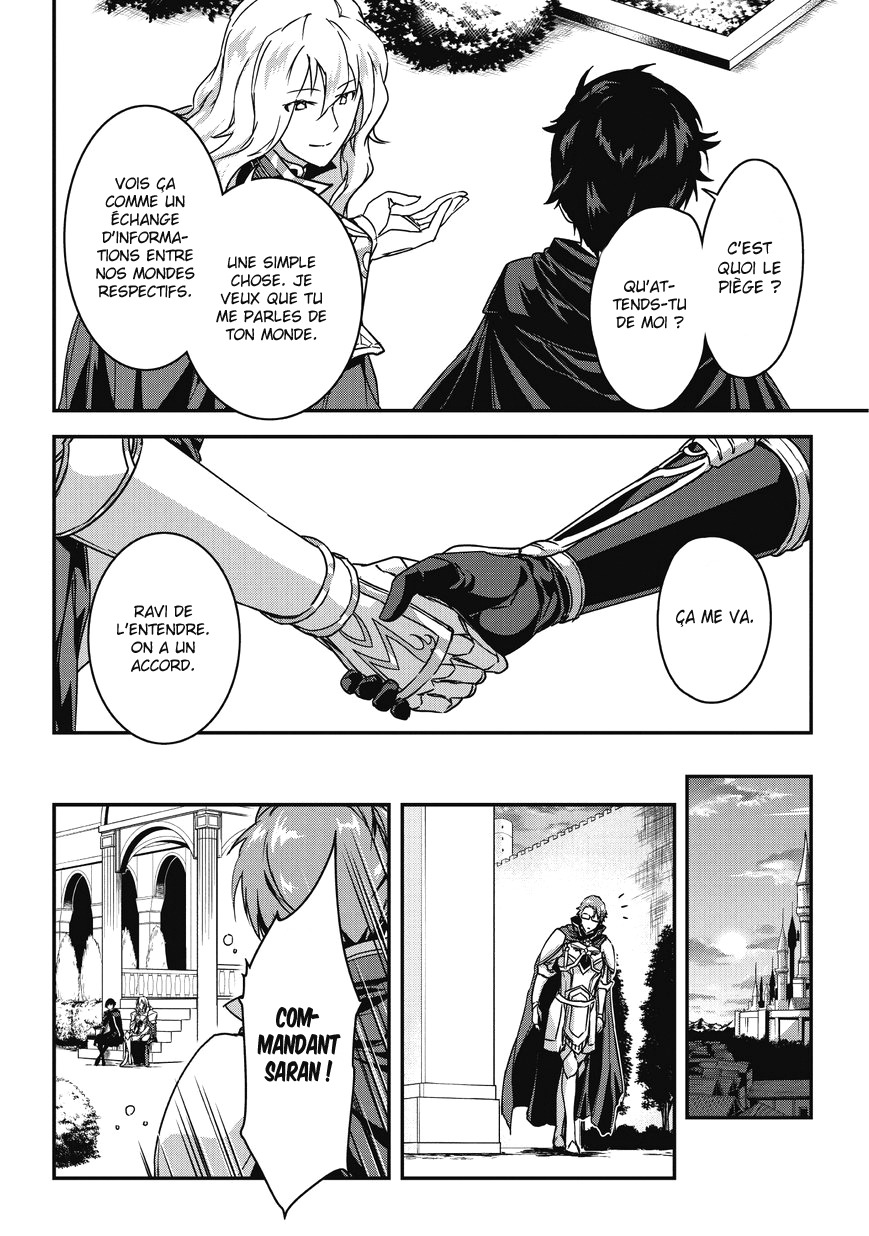 C'EST
QUOI LE
PIÈGE ?
QU'AT-
TENDS-TU
DE MOI ?
UNE SIMPLE
CHOSE. JE
VEUX QUE TU
ME PARLES DE
TON MONDE.
VOIS ÇA
COMME UN
ÉCHANGE
D'INFORMA-
TIONS ENTRE
NOS MONDES
RESPECTIFS.
ÇA ME VA.
RAVI DE
L'ENTENDRE.
ON A UN
ACCORD.
COM-
MANDANT
SARAN !